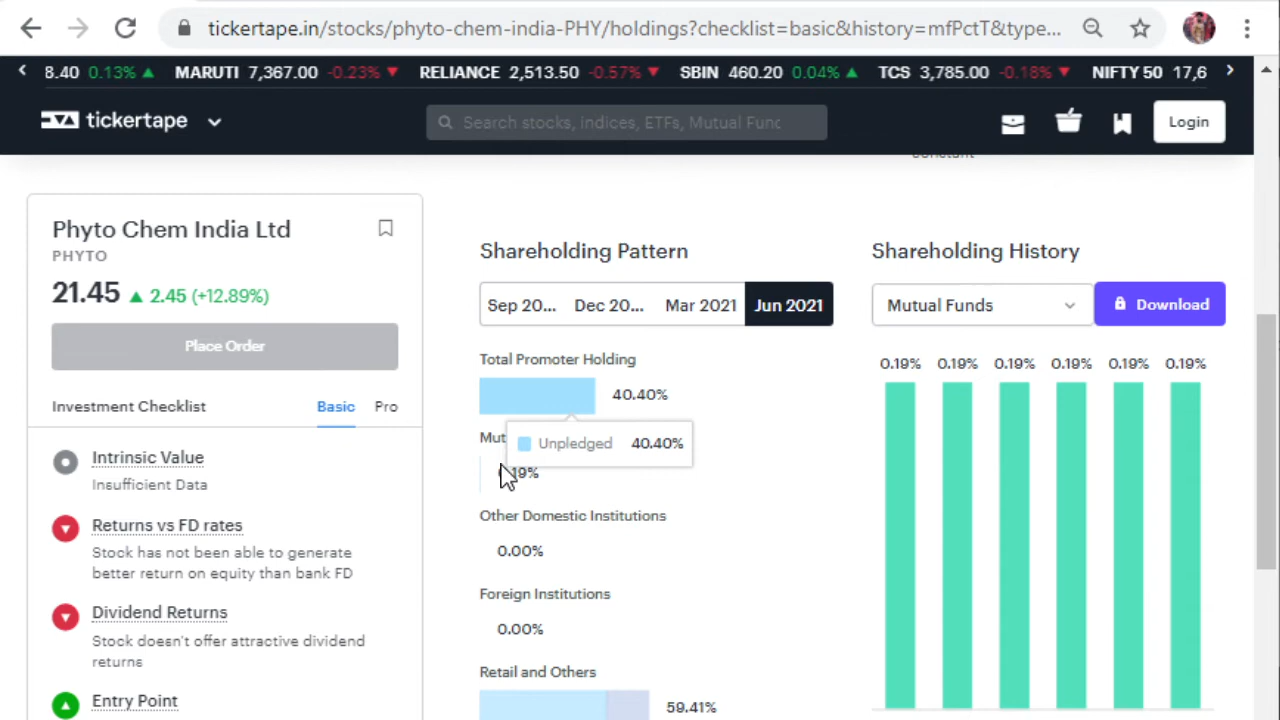 tickertape.in/stocks/phyto-chem-india-PHY/holdings?checklist=basic&history=mfPctT&type...
8.40 0.13% ▲ MARUTI 7,367.00 -0.23% ▼ RELIANCE 2,513.50 -0.57% ▼ SBIN 460.20 0.04% ▲ TCS 3,785.00 -0.18% ▼ NIFTY 50 17,6
tickertape
Search stocks, indices, ETFs, Mutual Func
Login
constant
Phyto Chem India Ltd
PHYTO
21.45 ▲ 2.45 (+12.89%)
Place Order
Investment Checklist Basic Pro
Intrinsic Value
Insufficient Data
Returns vs FD rates
Stock has not been able to generate
better return on equity than bank FD
Dividend Returns
Stock doesn't offer attractive dividend
returns
Entry Point
Shareholding Pattern
Sep 20... Dec 20... Mar 2021 Jun 2021
Total Promoter Holding
40.40%
Mut
Unpledged 40.40%
19%
Other Domestic Institutions
0.00%
Foreign Institutions
0.00%
Retail and Others
59.41%
Shareholding History
Mutual Funds
Download
0.19% 0.19% 0.19% 0.19% 0.19% 0.19%